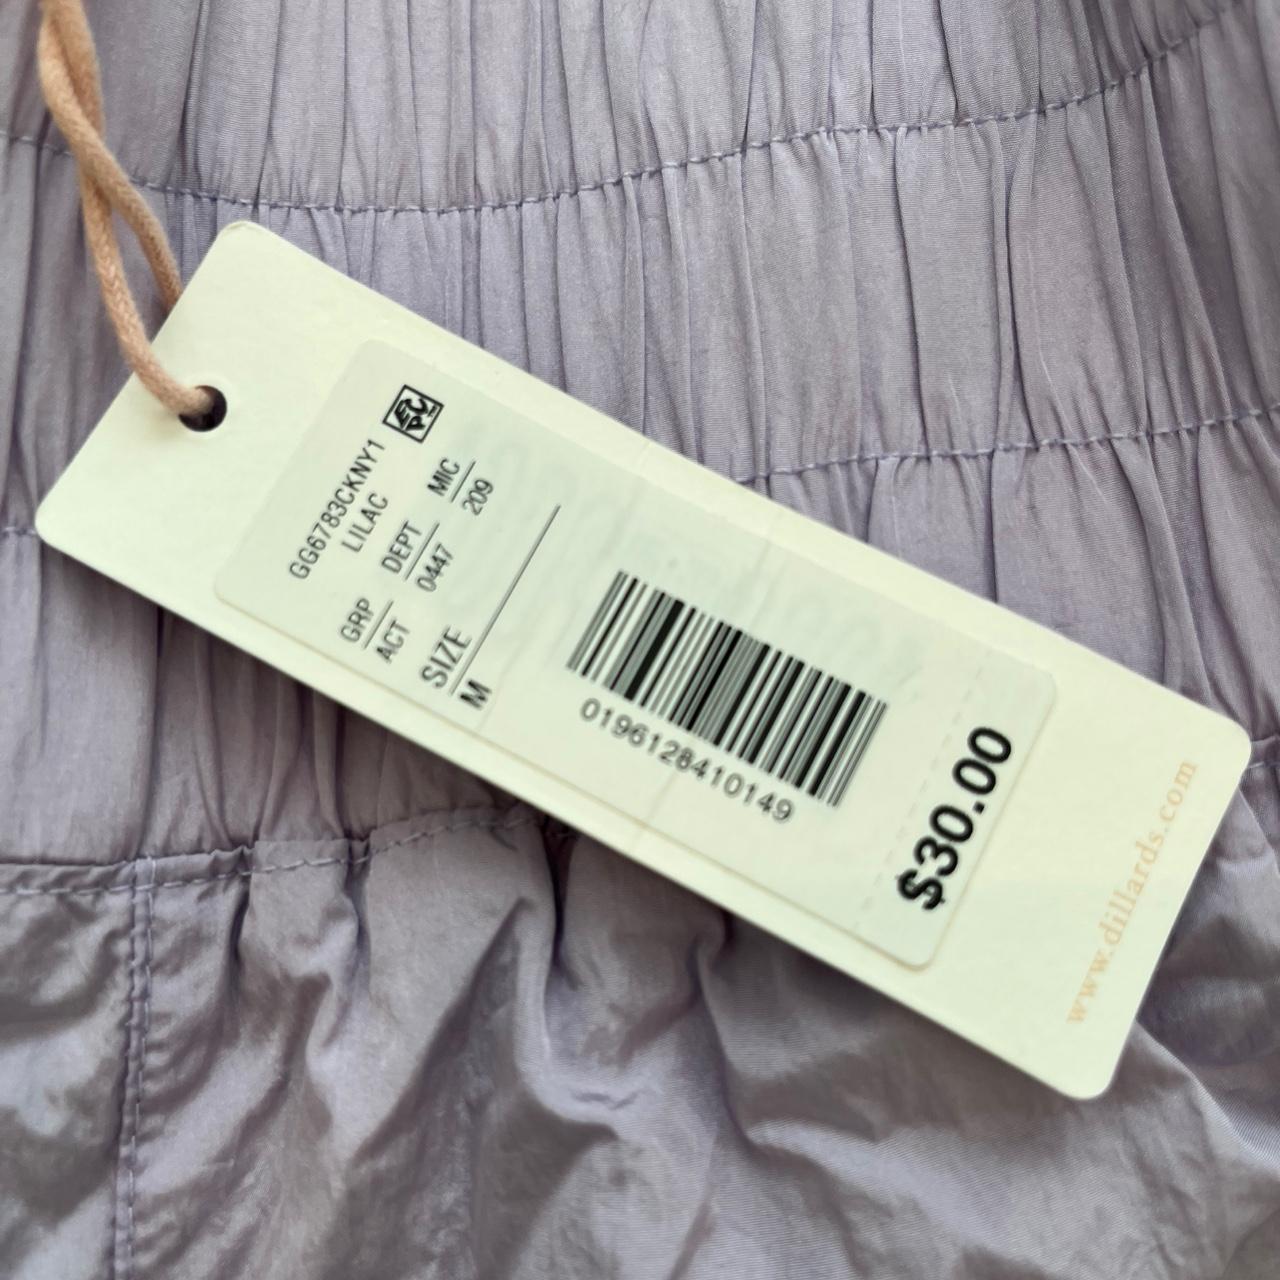 GG6783CKNY1
LILAC
GRP DEPT MIC
ACT 0447 209
SIZE
M
0196128410149
$30.00
www.dillards.com